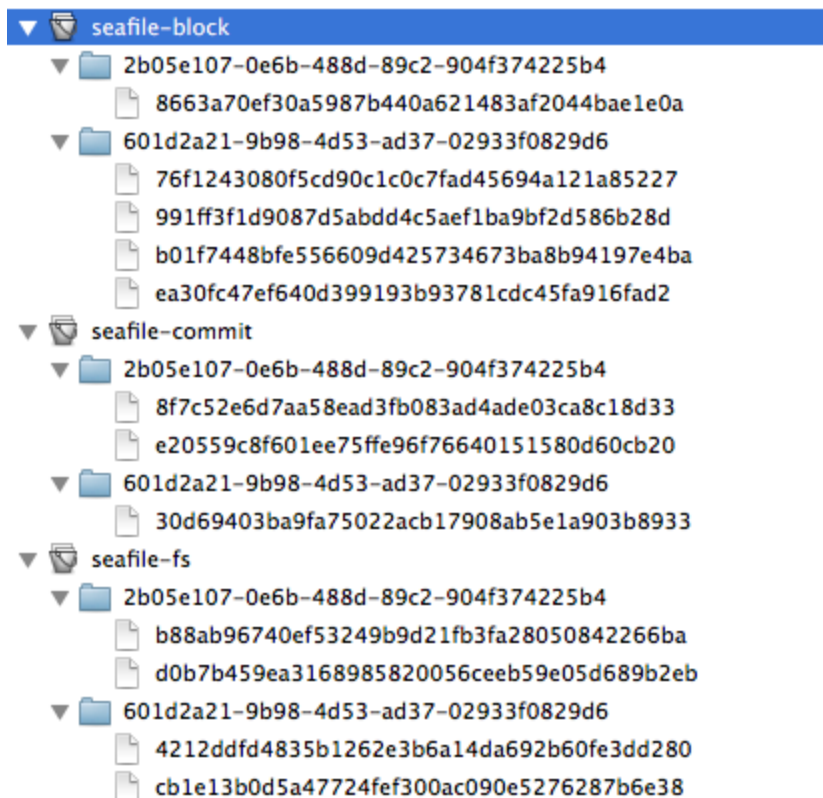 seafile-block
2b05e107-0e6b-488d-89c2-904f374225b4
8663a70ef30a5987b440a621483af2044bae1e0a
601d2a21-9b98-4d53-ad37-02933f0829d6
76f1243080f5cd90c1c0c7fad45694a121a85227
991ff3f1d9087d5abdd4c5aef1ba9bf2d586b28d
b01f7448bfe556609d425734673ba8b94197e4ba
ea30fc47ef640d399193b93781cdc45fa916fad2
seafile-commit
2b05e107-0e6b-488d-89c2-904f374225b4
8f7c52e6d7aa58ead3fb083ad4ade03ca8c18d33
e20559c8f601ee75ffe96f76640151580d60cb20
601d2a21-9b98-4d53-ad37-02933f0829d6
30d69403ba9fa75022acb17908ab5e1a903b8933
seafile-fs
2b05e107-0e6b-488d-89c2-904f374225b4
b88ab96740ef53249b9d21fb3fa28050842266ba
d0b7b459ea3168985820056ceeb59e05d689b2eb
601d2a21-9b98-4d53-ad37-02933f0829d6
4212ddfd4835b1262e3b6a14da692b60fe3dd280
cb1e13b0d5a47724fef300ac090e5276287b6e38